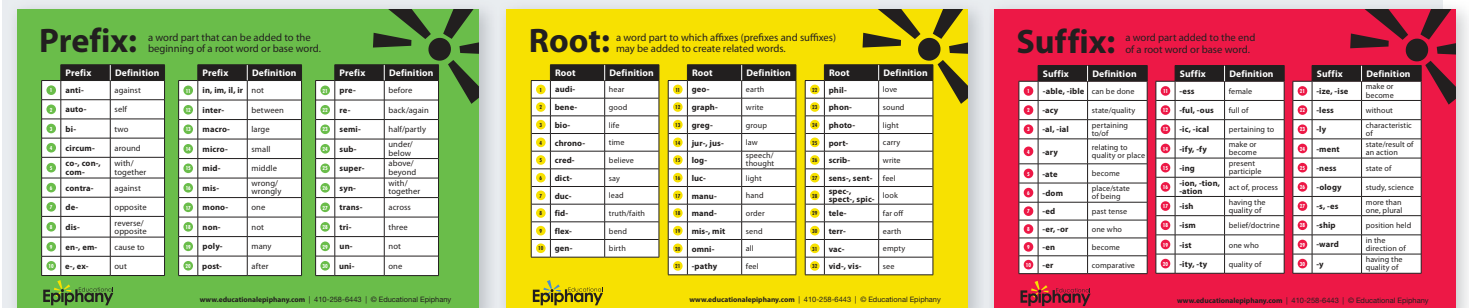 Prefix: a word part that can be added to the
beginning of a root word or base word.
Prefix Definition
1 anti- against
2 auto- self
3 bi- two
4 circum- around
5 co-, con-, com- with/ together
6 contra- against
7 de- opposite
8 dis- reverse/ opposite
9 en-, em- cause to
10 e-, ex- out
Prefix Definition
11 in, im, il, ir not
12 inter- between
13 macro- large
14 micro- small
15 mid- middle
16 mis- wrong/ wrongly
17 mono- one
18 non- not
19 poly- many
20 post- after
Prefix Definition
21 pre- before
22 re- back/again
23 semi- half/partly
24 sub- under/ below
25 super- above/ beyond
26 syn- with/ together
27 trans- across
28 tri- three
29 un- not
30 uni- one
Educational
Epiphany
www.educationalepiphany.com | 410-258-6443 | © Educational Epiphany
Root: a word part to which affixes (prefixes and suffixes)
may be added to create related words.
Root Definition
1 audi- hear
2 bene- good
3 bio- life
4 chrono- time
5 cred- believe
6 dict- say
7 duc- lead
8 fid- truth/faith
9 flex- bend
10 gen- birth
Root Definition
11 geo- earth
12 graph- write
13 greg- group
14 jur-, jus- law
15 log- speech/ thought
16 luc- light
17 manu- hand
18 mand- order
19 mis-, mit send
20 omni- all
21 -pathy feel
Root Definition
22 phil- love
23 phon- sound
24 photo- light
25 port- carry
26 scrib- write
27 sens-, sent- feel
28 spec-, spect-, spic- look
29 tele- far off
30 terr- earth
31 vac- empty
32 vid-, vis- see
Educational
Epiphany
www.educationalepiphany.com | 410-258-6443 | © Educational Epiphany
Suffix: a word part added to the end
of a root word or base word.
Suffix Definition
1 -able, -ible can be done
2 -acy state/quality
3 -al, -ial pertaining to/of
4 -ary relating to quality or place
5 -ate become
6 -dom place/state of being
7 -ed past tense
8 -er, -or one who
9 -en become
10 -er comparative
Suffix Definition
11 -ess female
12 -ful, -ous full of
13 -ic, -ical pertaining to
14 -ify, -fy make or become
15 -ing present participle
16 -ion, -tion, -ation act of, process
17 -ish having the quality of
18 -ism belief/doctrine
19 -ist one who
20 -ity, -ty quality of
Suffix Definition
21 -ize, -ise make or become
22 -less without
23 -ly characteristic of
24 -ment state/result of an action
25 -ness state of
26 -ology study, science
27 -s, -es more than one, plural
28 -ship position held
29 -ward in the direction of
30 -y having the quality of
Educational
Epiphany
www.educationalepiphany.com | 410-258-6443 | © Educational Epiphany